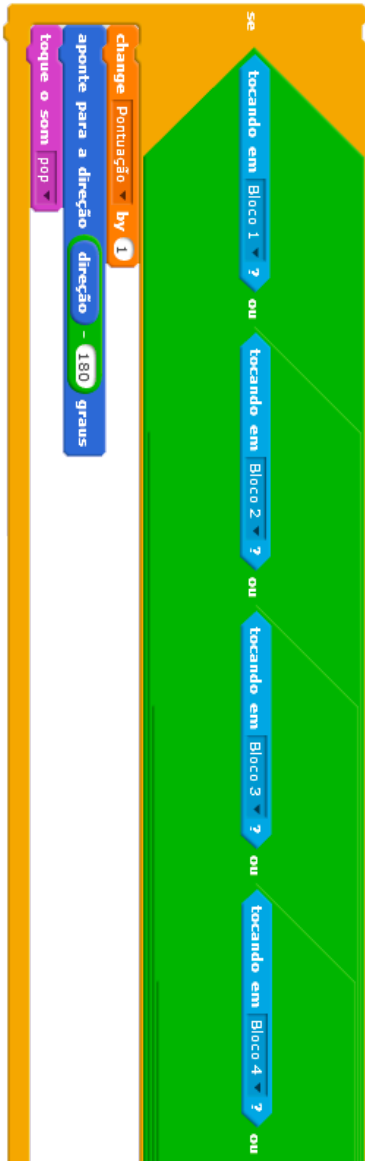 se tocando em Bloco 1 ? ou tocando em Bloco 2 ? ou tocando em Bloco 3 ? ou tocando em Bloco 4 ? ou
change Pontuação by 1
aponte para a direção direção - 180 graus
toque o som pop